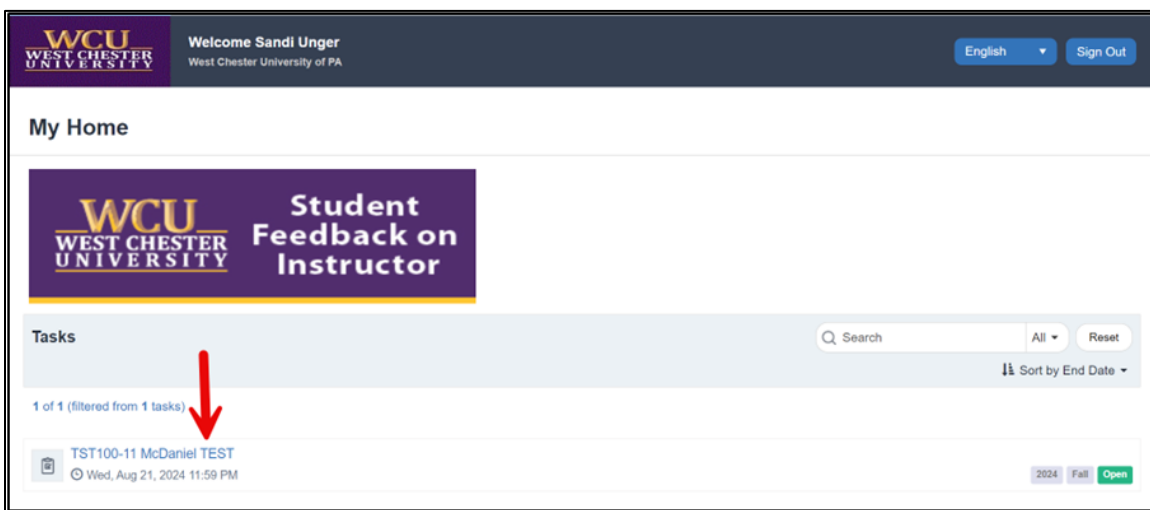 WCU
WEST CHESTER
UNIVERSITY
Welcome Sandi Unger
West Chester University of PA
English
Sign Out
My Home
WCU
WEST CHESTER
UNIVERSITY
Student
Feedback on
Instructor
Tasks
Search
All
Reset
Sort by End Date
1 of 1 (filtered from 1 tasks)
TST100-11 McDaniel TEST
Wed, Aug 21, 2024 11:59 PM
2024 Fall Open